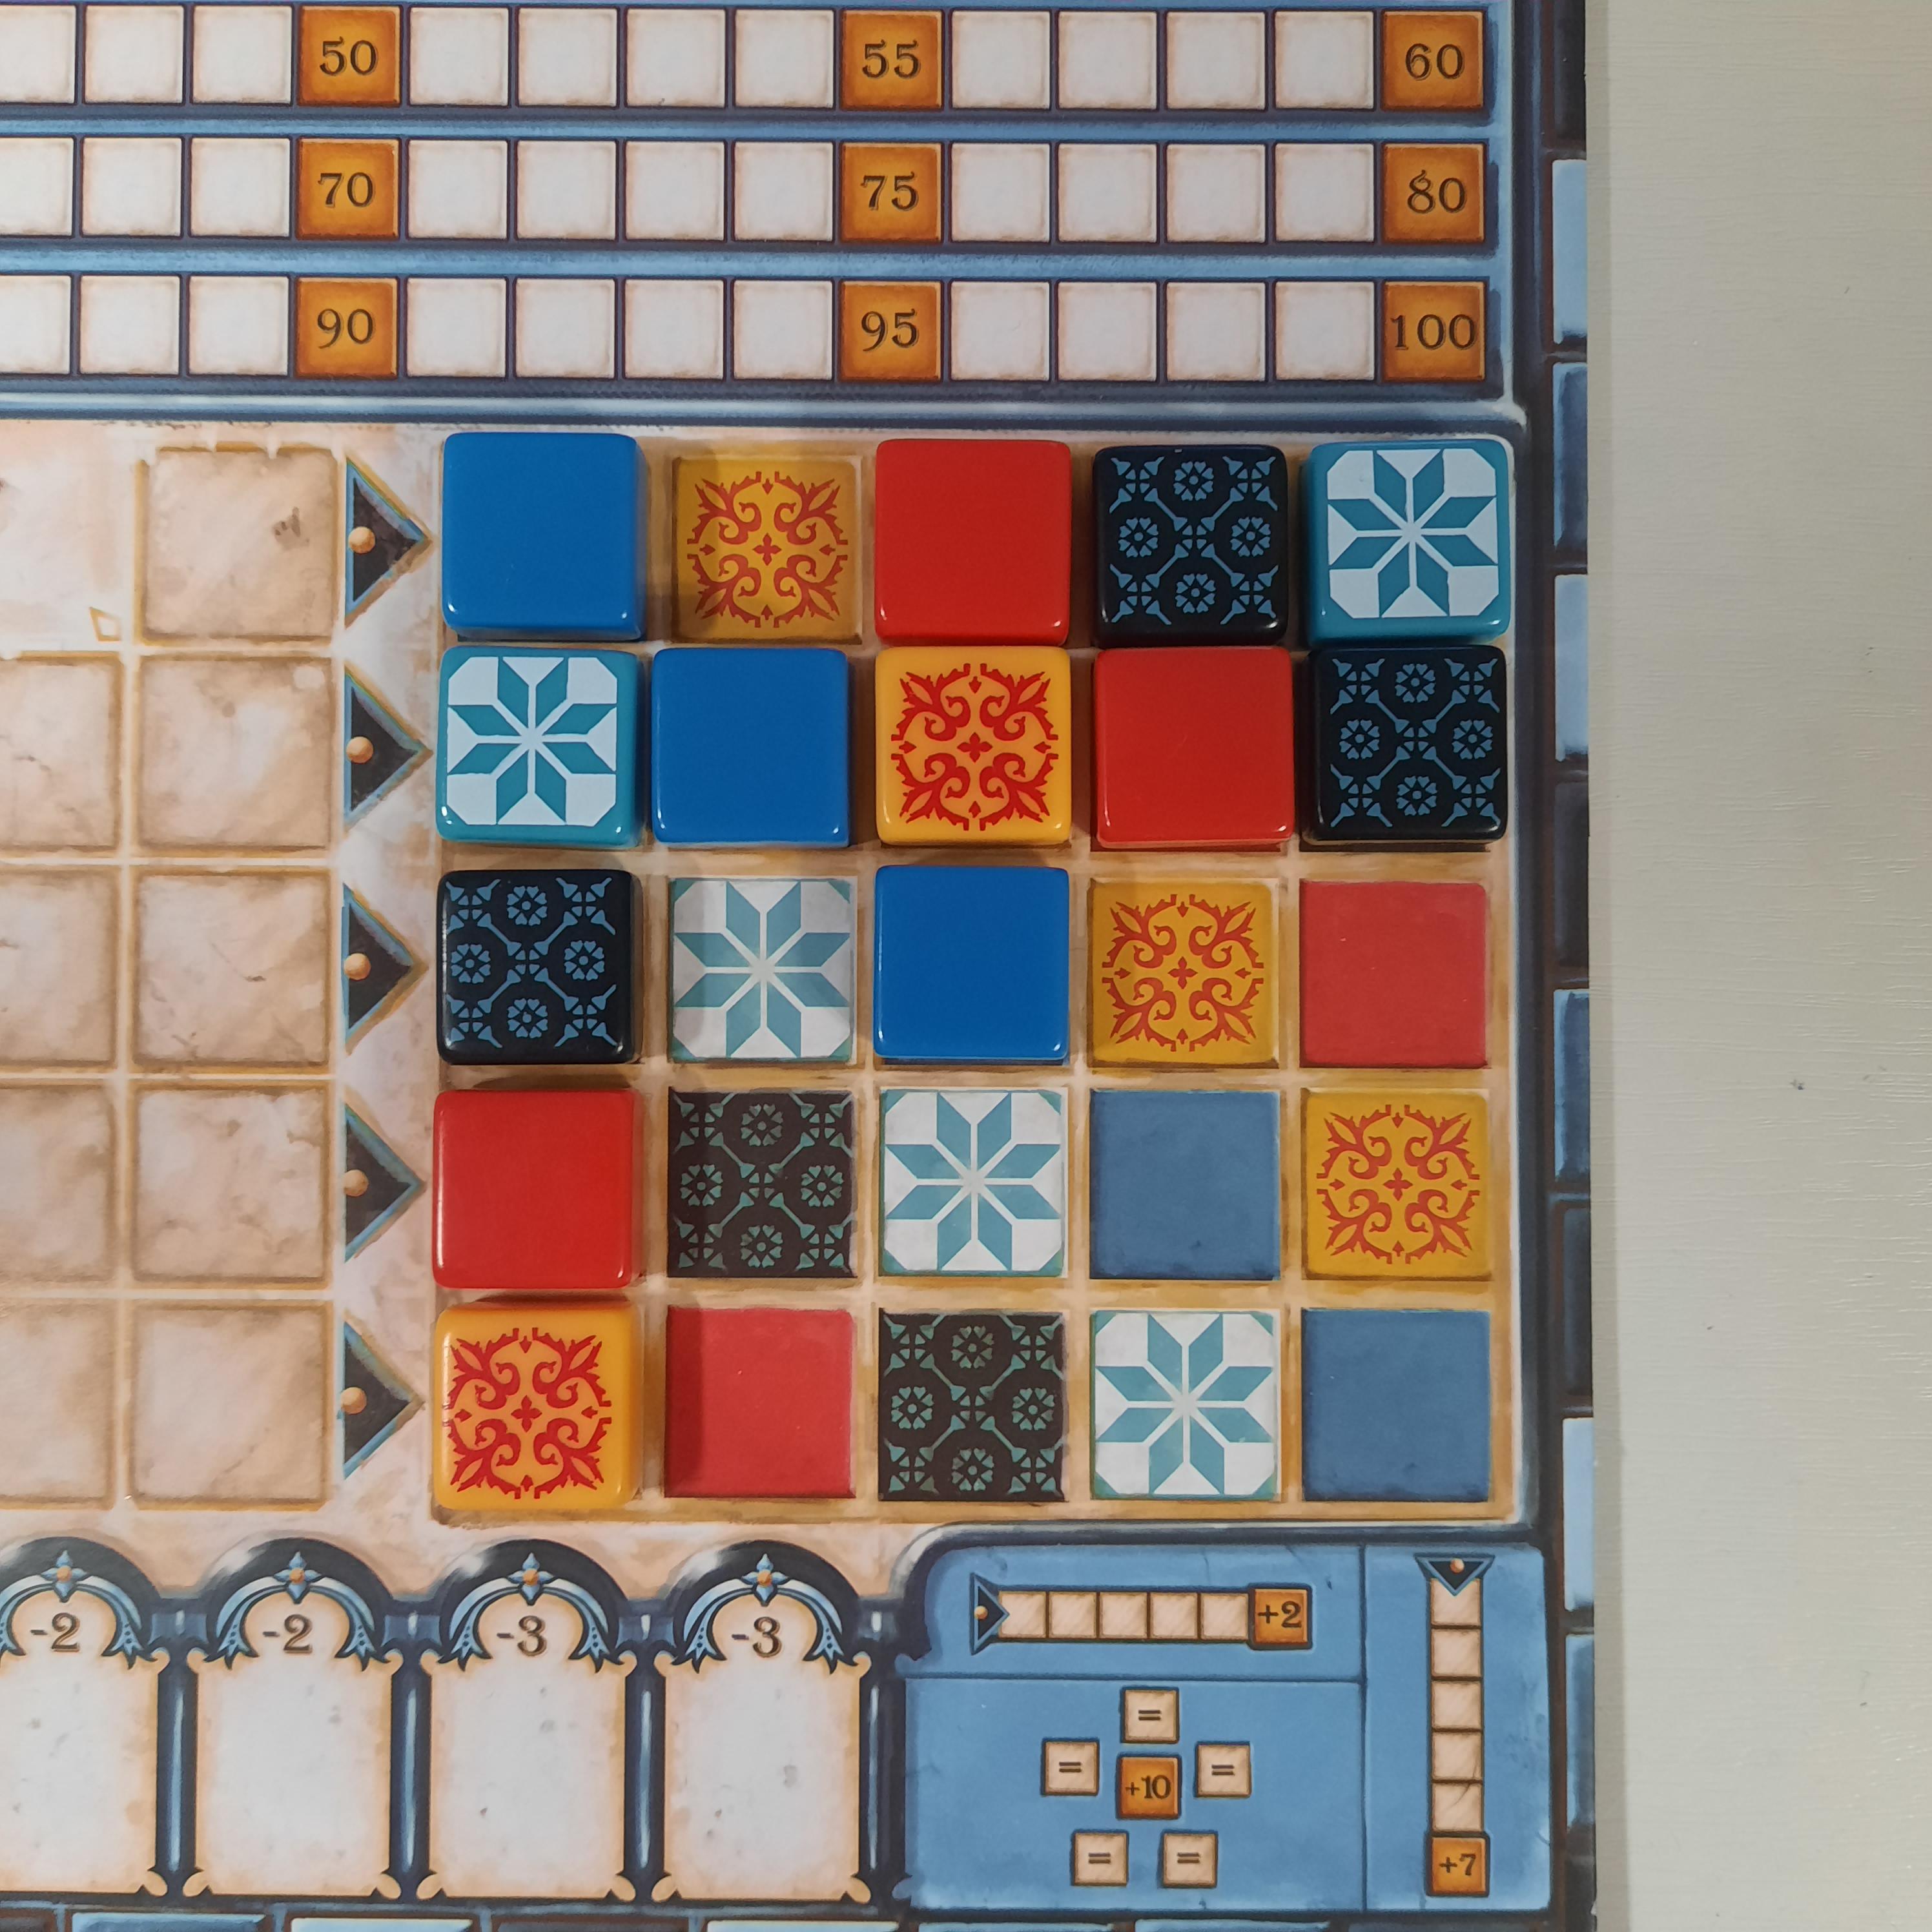 50 55 60
70 75 80
90 95 100
-2 -2 -3 -3
+2
=
= +10 =
= =
+7